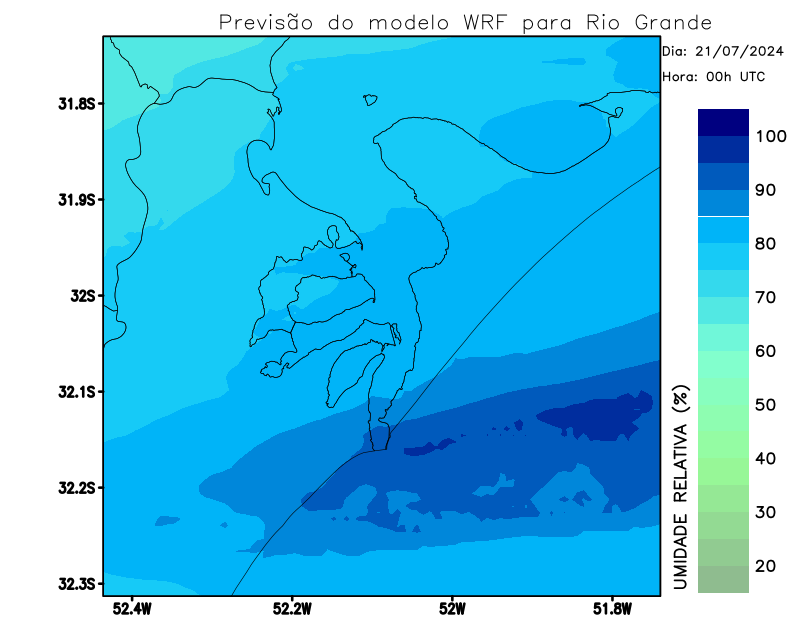 Previsão do modelo WRF para Rio Grande
Dia: 21/07/2024
Hora: 00h UTC
31.8S
31.9S
32S
32.1S
32.2S
32.3S
52.4W
52.2W
52W
51.8W
100
90
80
70
60
50
40
30
20
UMIDADE RELATIVA (%)